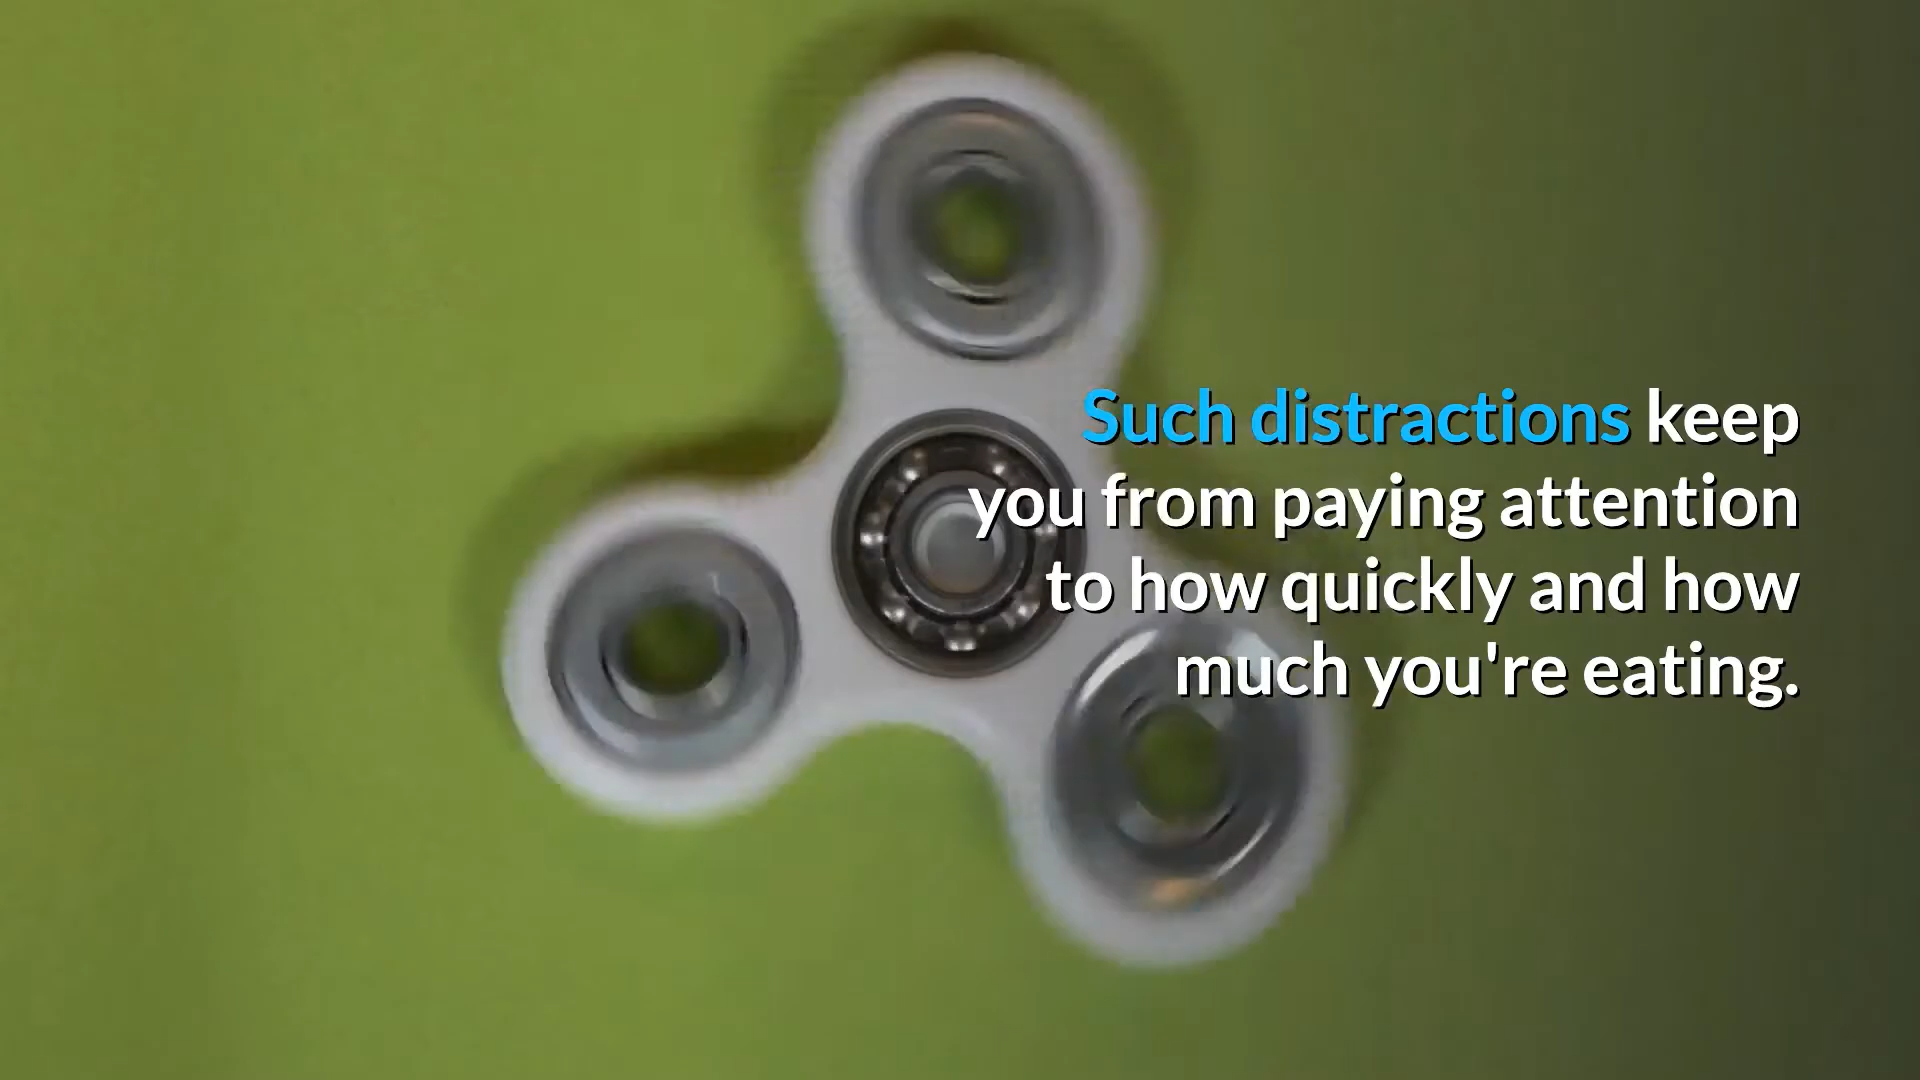 Such distractions keep
you from paying attention
to how quickly and how
much you're eating.